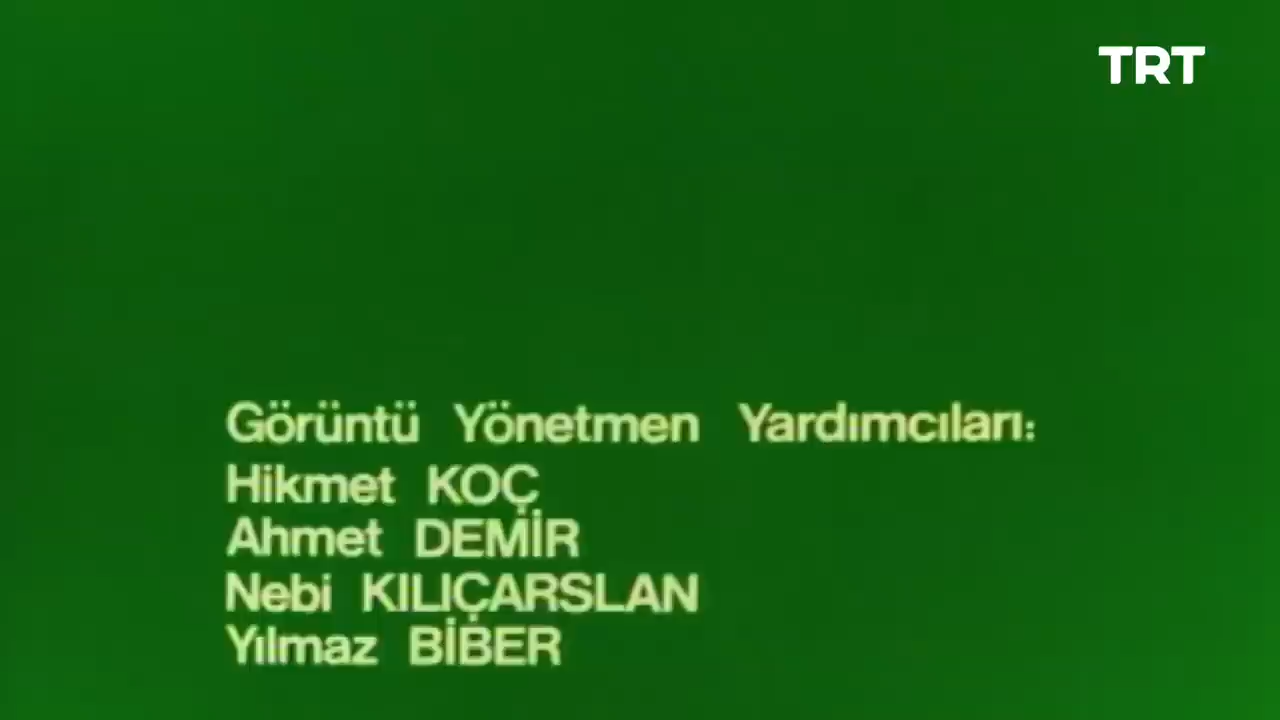 TRT
Görüntü Yönetmen Yardımcıları:
Hikmet KOÇ
Ahmet DEMİR
Nebi KILIÇARSLAN
Yılmaz BİBER